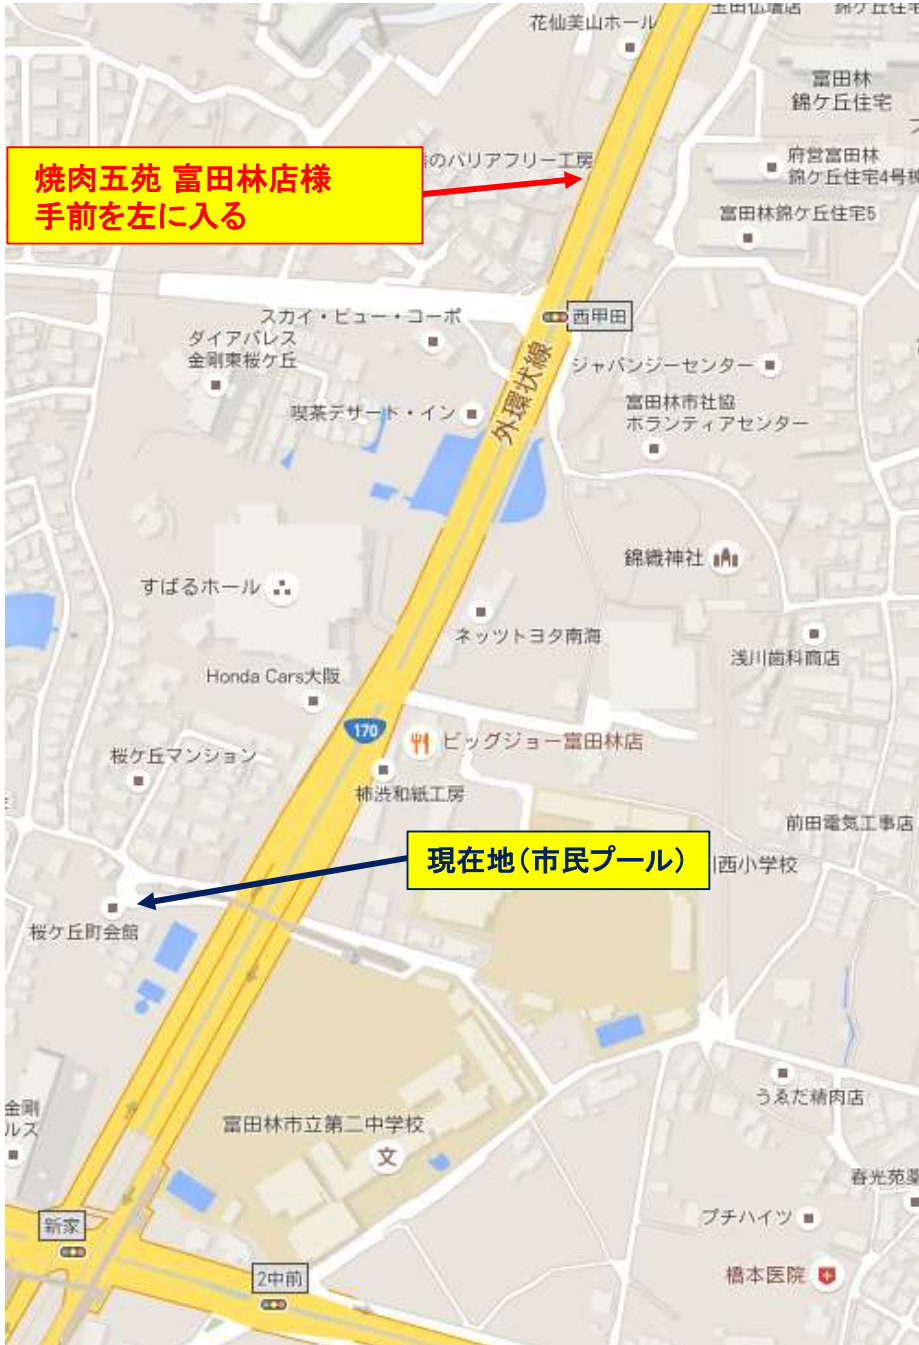 花仙美山ホール
富田林
錦ケ丘住宅
焼肉五苑 富田林店様
手前を左に入る
のバリアフリー工房
府営富田林
錦ケ丘住宅4号棟
富田林錦ケ丘住宅5
西甲田
スカイ・ビュー・コーポ
ダイアパレス
金剛東桜ケ丘
外環状線
ジャパンジーセンター
喫茶デザート・イン
富田林市社協
ボランティアセンター
錦織神社
すばるホール
ネッツトヨタ南海
浅川歯科商店
Honda Cars大阪
170
ビッグジョー富田林店
桜ケ丘マンション
柿渋和紙工房
前田電気工事店
現在地(市民プール)
川西小学校
桜ケ丘町会館
うゑだ精肉店
金剛
ルズ
富田林市立第二中学校
文
春光苑薬
新家
プチハイツ
2中前
橋本医院